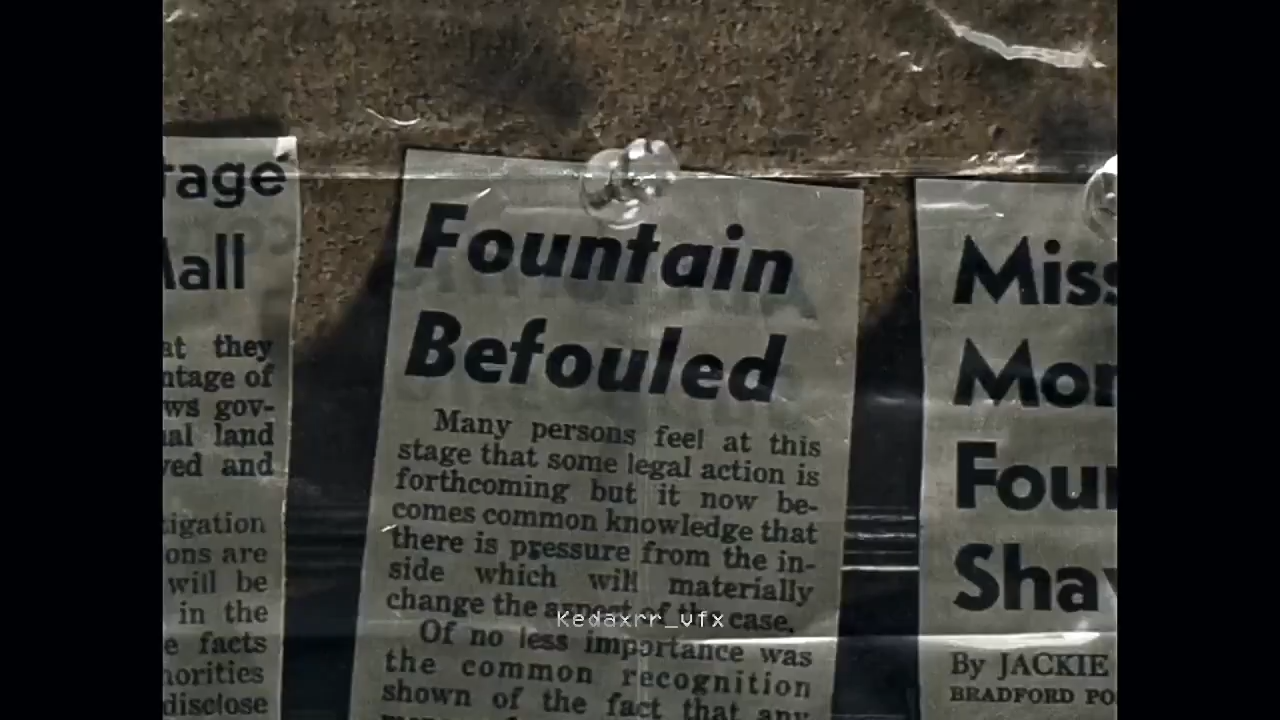 rage
Mall
at they
ntage of
ws gov-
ual land
ved and
tigation
ons are
will be
in the
e facts
horities
disclose
Fountain
Befouled
Many persons feel at this
stage that some legal action is
forthcoming but it now be-
comes common knowledge that
there is pressure from the in-
side which will materially
change the aspect of the case.
Of no less importance was
the common recognition
shown of the fact that any
Kedaxrr_vfx
Miss
Mon
Foun
Shav
By JACKIE
BRADFORD PO